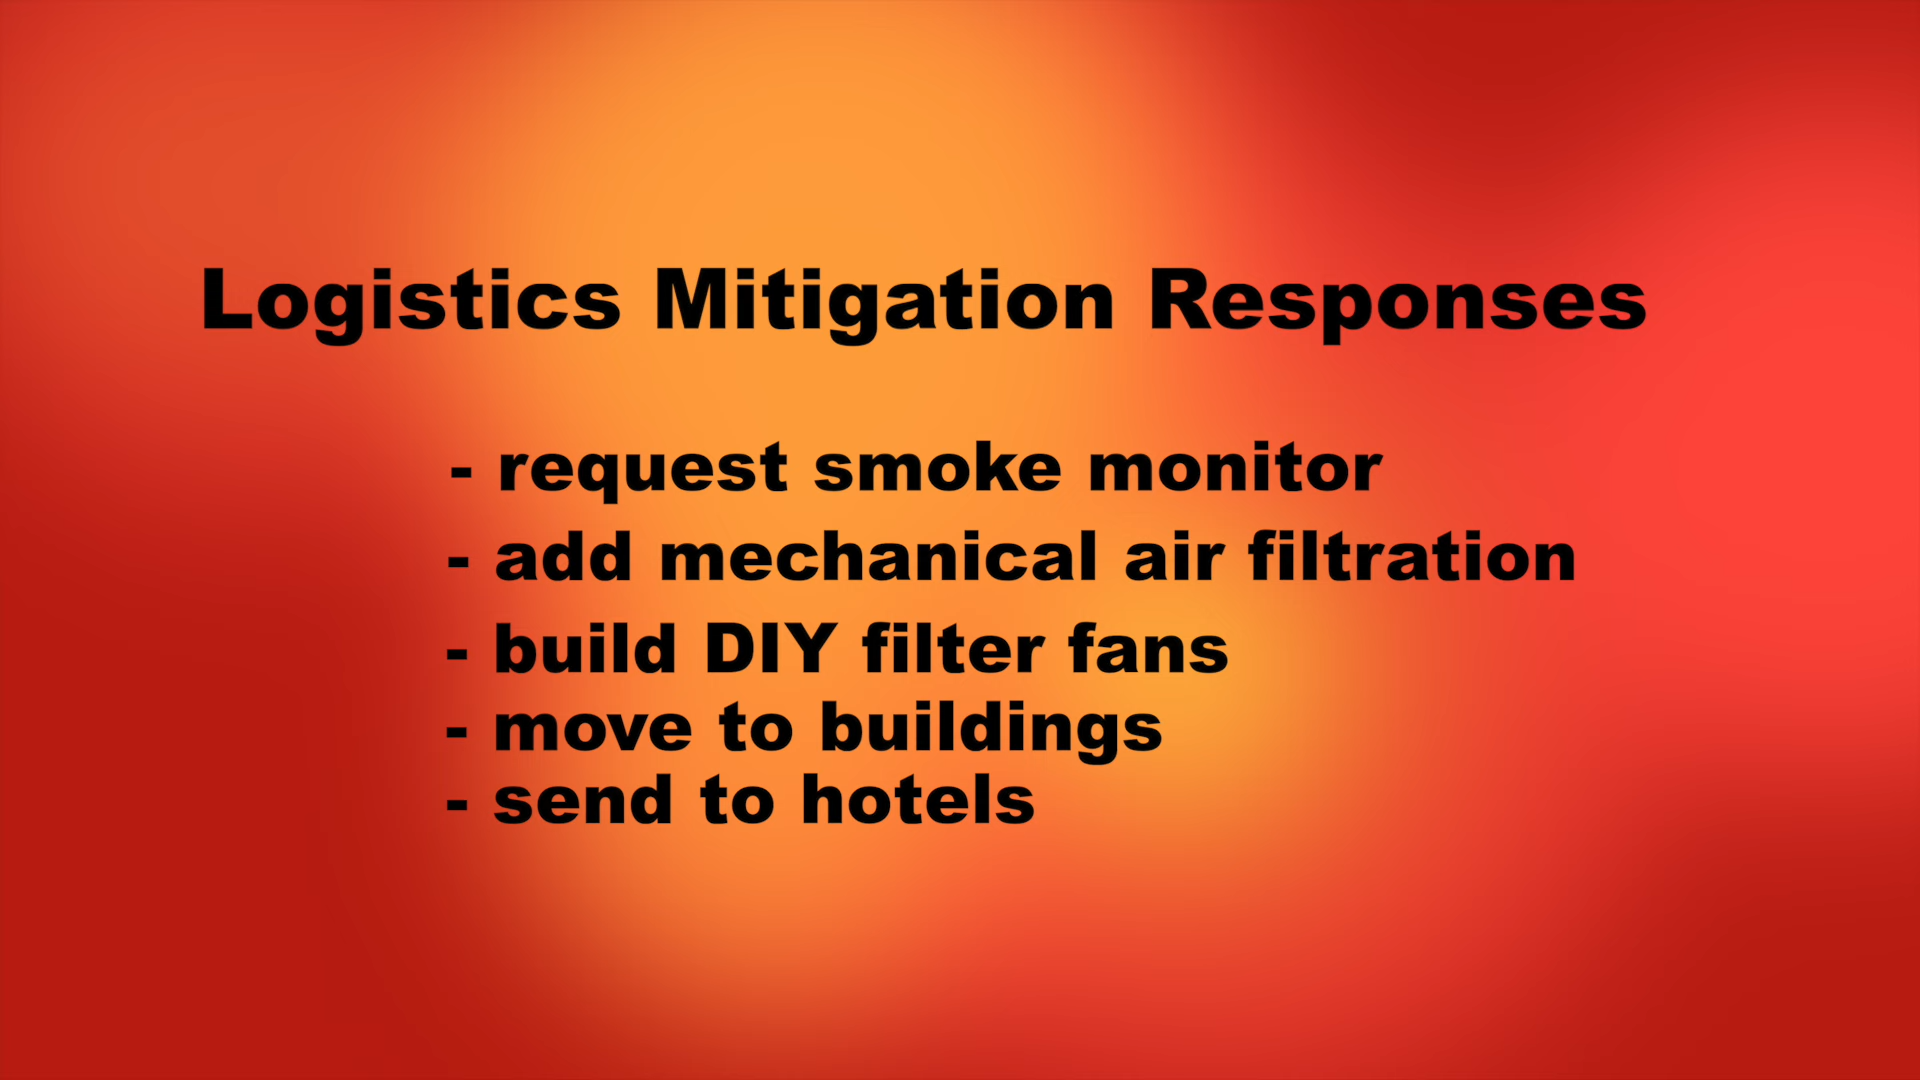 Logistics Mitigation Responses
- request smoke monitor
- add mechanical air filtration
- build DIY filter fans
- move to buildings
- send to hotels